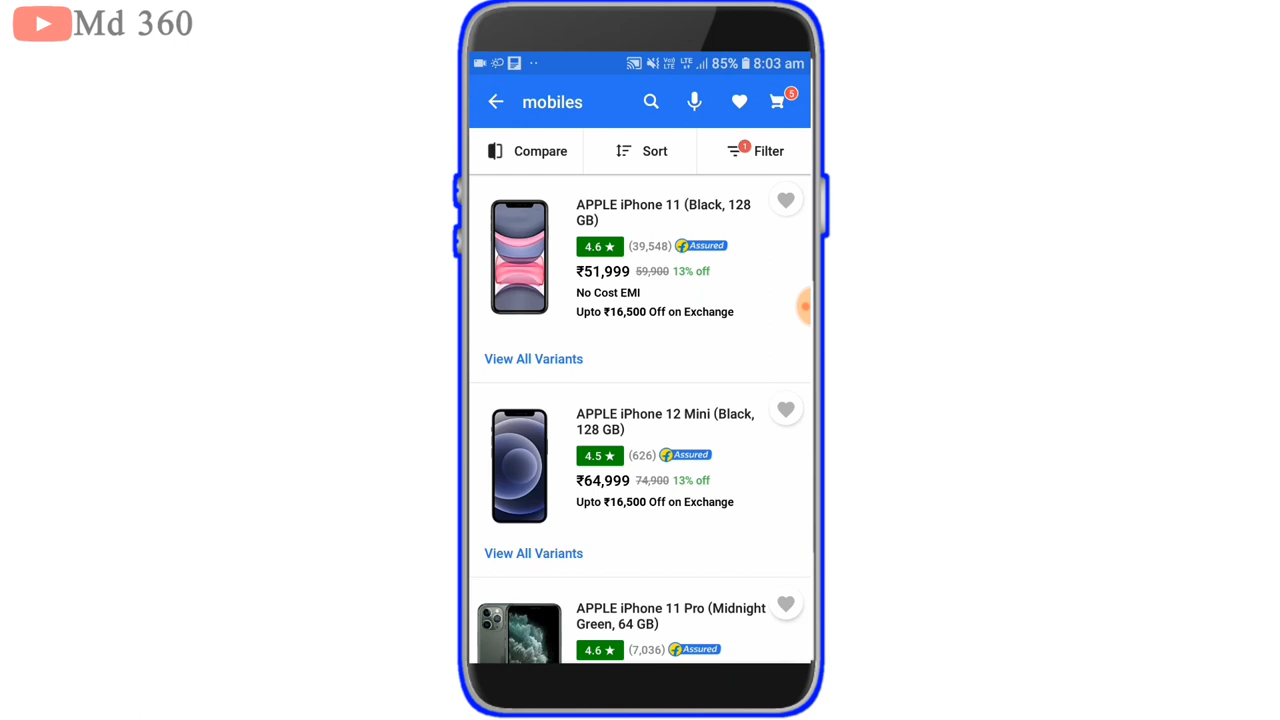 Md 360
85% 8:03 am
mobiles
5
Compare
Sort
1
Filter
APPLE iPhone 11 (Black, 128
GB)
4.6 ★ (39,548) Assured
₹51,999 59,900 13% off
No Cost EMI
Upto ₹16,500 Off on Exchange
View All Variants
APPLE iPhone 12 Mini (Black,
128 GB)
4.5 ★ (626) Assured
₹64,999 74,900 13% off
Upto ₹16,500 Off on Exchange
View All Variants
APPLE iPhone 11 Pro (Midnight
Green, 64 GB)
4.6 ★ (7,036) Assured